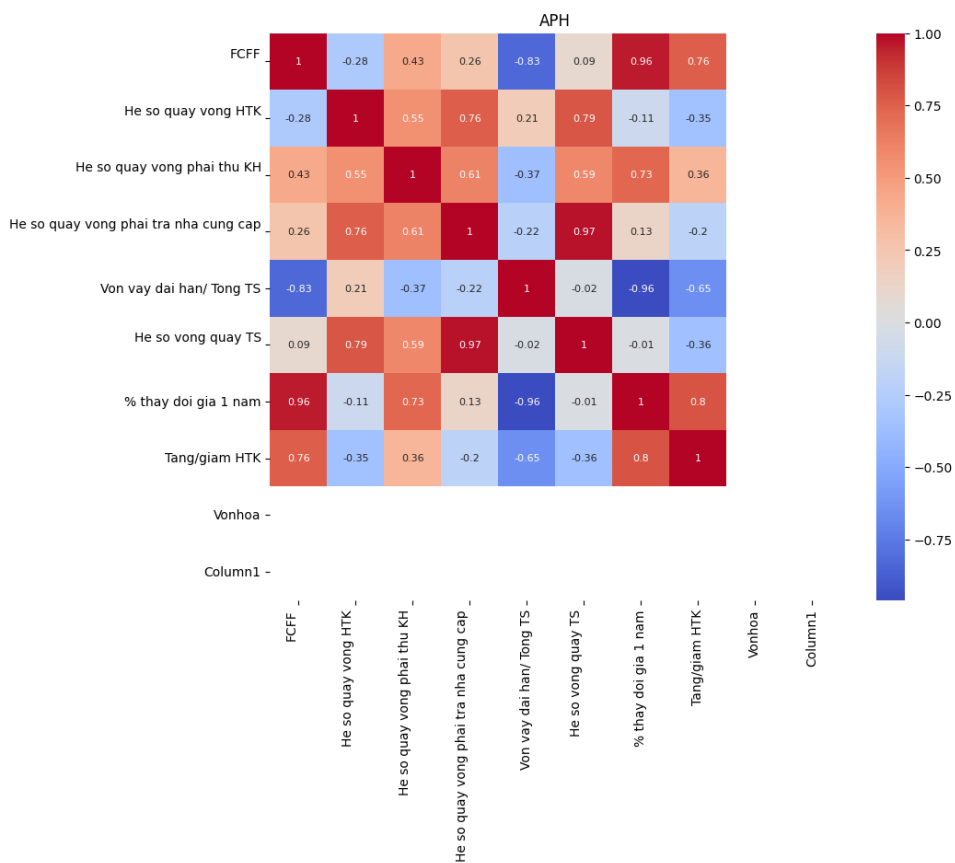 APH
FCFF 1 -0.28 0.43 0.26 -0.83 0.09 0.96 0.76
He so quay vong HTK -0.28 1 0.55 0.76 0.21 0.79 -0.11 -0.35
He so quay vong phai thu KH 0.43 0.55 1 0.61 -0.37 0.59 0.73 0.36
He so quay vong phai tra nha cung cap 0.26 0.76 0.61 1 -0.22 0.97 0.13 -0.2
Von vay dai han/ Tong TS -0.83 0.21 -0.37 -0.22 1 -0.02 -0.96 -0.65
He so vong quay TS 0.09 0.79 0.59 0.97 -0.02 1 -0.01 -0.36
% thay doi gia 1 nam 0.96 -0.11 0.73 0.13 -0.96 -0.01 1 0.8
Tang/giam HTK 0.76 -0.35 0.36 -0.2 -0.65 -0.36 0.8 1
Vonhoa
Column1
FCFF
He so quay vong HTK
He so quay vong phai thu KH
He so quay vong phai tra nha cung cap
Von vay dai han/ Tong TS
He so vong quay TS
% thay doi gia 1 nam
Tang/giam HTK
Vonhoa
Column1
1.00
0.75
0.50
0.25
0.00
−0.25
−0.50
−0.75